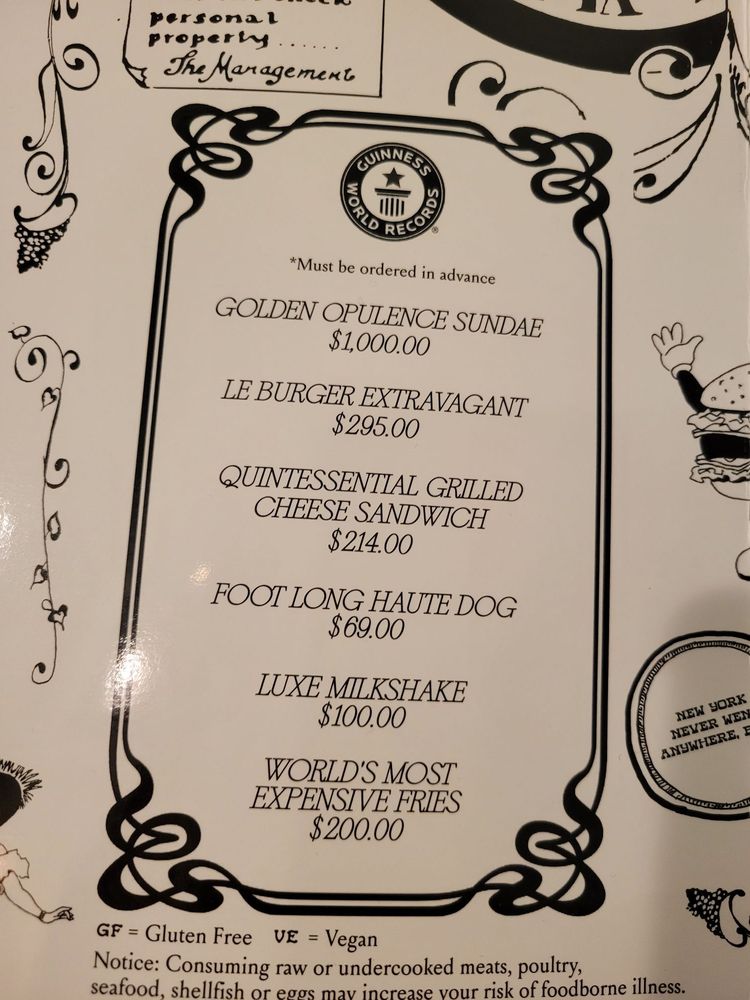 personal
property ......
The Management
GUINNESS
WORLD RECORDS
®
*Must be ordered in advance
GOLDEN OPULENCE SUNDAE
$1,000.00
LE BURGER EXTRAVAGANT
$295.00
QUINTESSENTIAL GRILLED
CHEESE SANDWICH
$214.00
FOOT LONG HAUTE DOG
$69.00
LUXE MILKSHAKE
$100.00
WORLD'S MOST
EXPENSIVE FRIES
$200.00
NEW YORK
NEVER
ANYWHERE,
GF = Gluten Free VE = Vegan
Notice: Consuming raw or undercooked meats, poultry,
seafood, shellfish or eggs may increase your risk of foodborne illness.